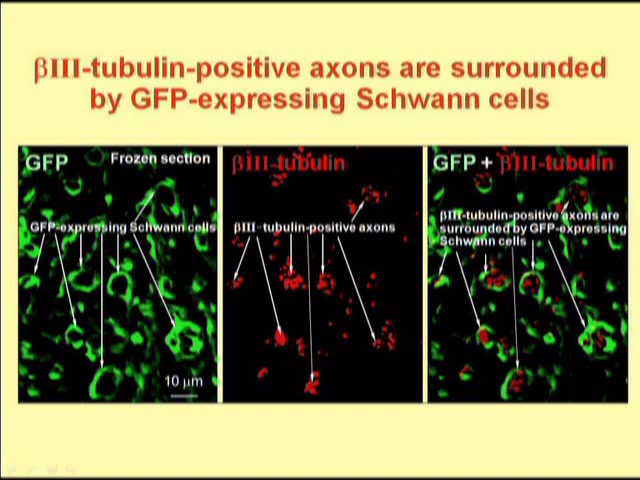 βIII-tubulin-positive axons are surrounded
by GFP-expressing Schwann cells
GFP
Frozen section
GFP-expressing Schwann cells
10 μm
βIII-tubulin
βIII-tubulin-positive axons
GFP + βIII-tubulin
βIII-tubulin-positive axons are
surrounded by GFP-expressing
Schwann cells